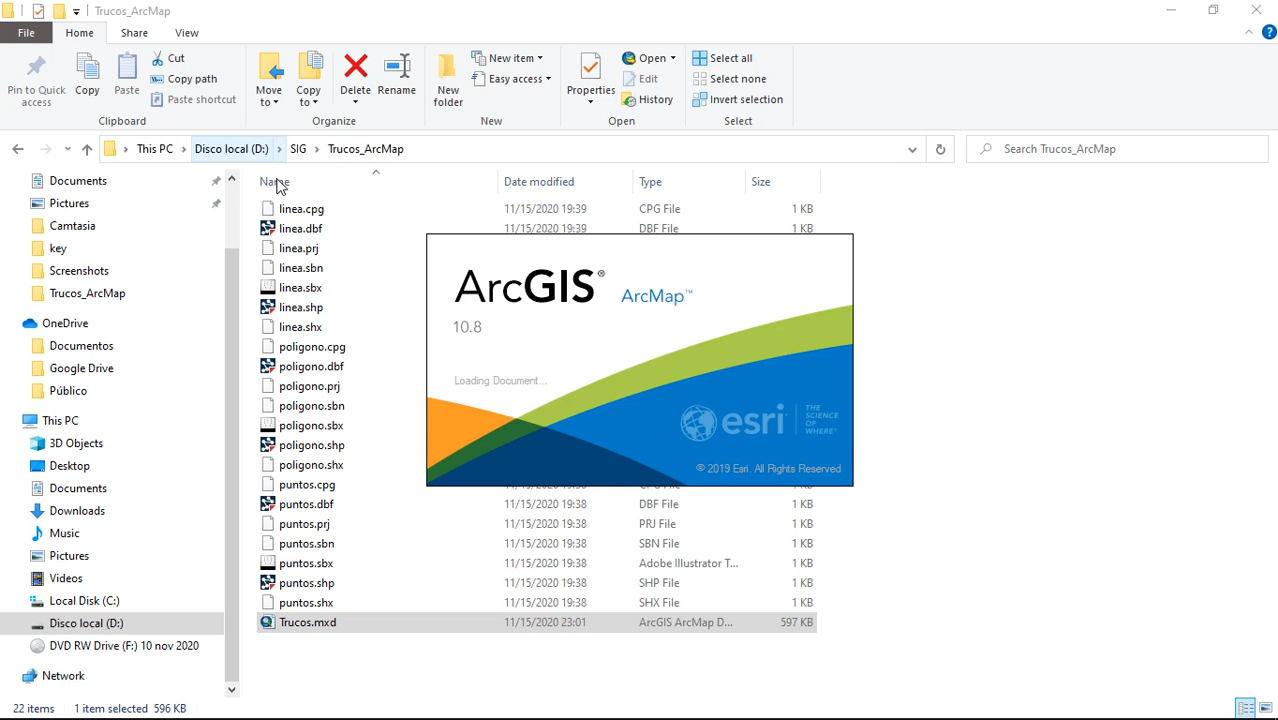 Trucos_ArcMap
File Home Share View
Pin to Quick access
Copy
Paste
Cut
Copy path
Paste shortcut
Move to
Copy to
Delete
Rename
New folder
New item
Easy access
Properties
Open
Edit
History
Select all
Select none
Invert selection
Clipboard Organize New Open Select
This PC Disco local (D:) SIG Trucos_ArcMap
Search Trucos_ArcMap
Documents
Pictures
Camtasia
key
Screenshots
Trucos_ArcMap
OneDrive
Documentos
Google Drive
Público
This PC
3D Objects
Desktop
Documents
Downloads
Music
Pictures
Videos
Local Disk (C:)
Disco local (D:)
DVD RW Drive (F:) 10 nov 2020
Network
Name Date modified Type Size
linea.cpg 11/15/2020 19:39 CPG File 1 KB
linea.dbf 11/15/2020 19:39 DBF File 1 KB
linea.prj
linea.sbn
linea.sbx
linea.shp
linea.shx
poligono.cpg
poligono.dbf
poligono.prj
poligono.sbn
poligono.sbx
poligono.shp
poligono.shx
puntos.cpg
puntos.dbf 11/15/2020 19:38 DBF File 1 KB
puntos.prj 11/15/2020 19:38 PRJ File 1 KB
puntos.sbn 11/15/2020 19:38 SBN File 1 KB
puntos.sbx 11/15/2020 19:38 Adobe Illustrator T... 1 KB
puntos.shp 11/15/2020 19:38 SHP File 1 KB
puntos.shx 11/15/2020 19:38 SHX File 1 KB
Trucos.mxd 11/15/2020 23:01 ArcGIS ArcMap D... 597 KB
ArcGIS® ArcMap™
10.8
Loading Document...
esri THE SCIENCE OF WHERE®
© 2019 Esri. All Rights Reserved
22 items 1 item selected 596 KB